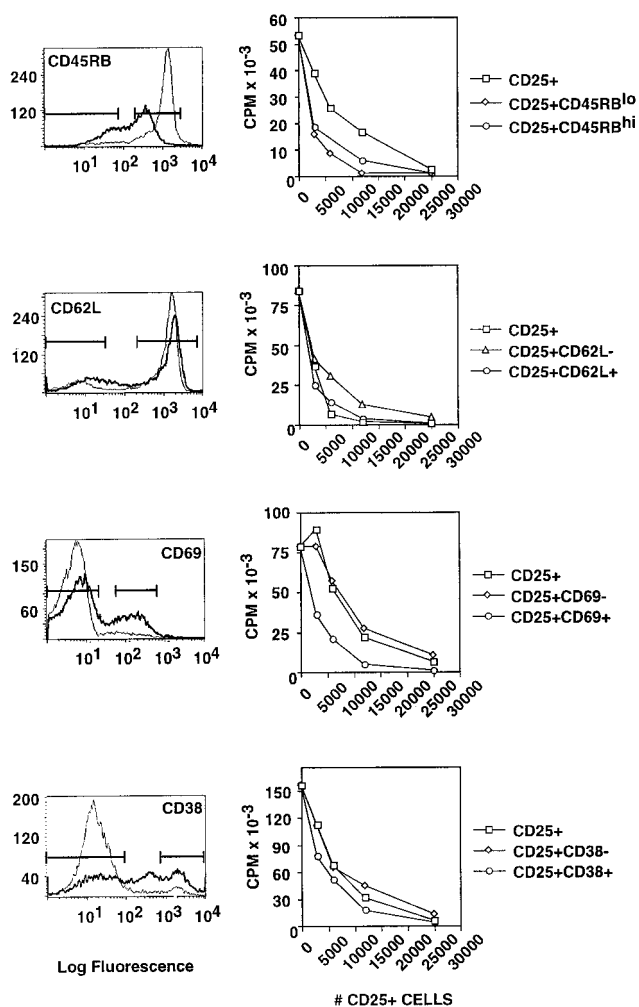 CD45RB
240
120
10¹ 10² 10³ 10⁴
CPM x 10⁻³
60
50
40
30
20
10
0
0 5000 10000 15000 20000 25000 30000
CD25+
CD25+CD45RBlo
CD25+CD45RBhi
CD62L
240
120
10¹ 10² 10³ 10⁴
CPM x 10⁻³
100
75
50
25
0
0 5000 10000 15000 20000 25000 30000
CD25+
CD25+CD62L-
CD25+CD62L+
CD69
150
60
10¹ 10² 10³ 10⁴
CPM x 10⁻³
100
75
50
25
0
0 5000 10000 15000 20000 25000 30000
CD25+
CD25+CD69-
CD25+CD69+
CD38
200
120
80
40
10¹ 10² 10³ 10⁴
Log Fluorescence
CPM x 10⁻³
150
120
90
60
30
0
0 5000 10000 15000 20000 25000 30000
# CD25+ CELLS
CD25+
CD25+CD38-
CD25+CD38+